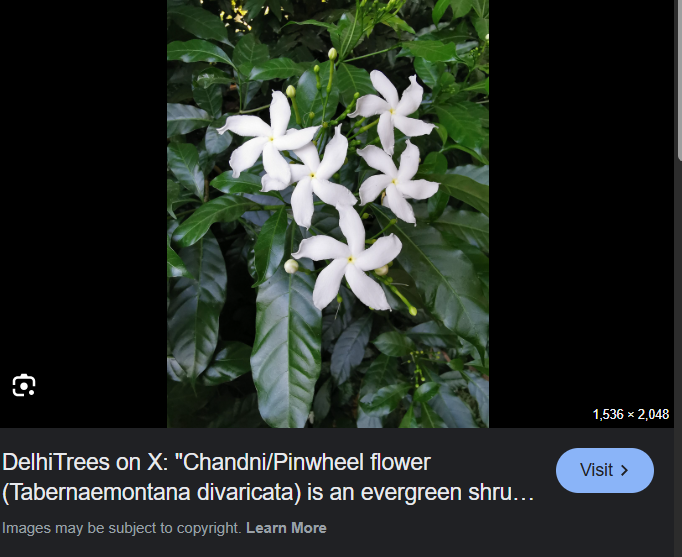 1,536 × 2,048
DelhiTrees on X: "Chandni/Pinwheel flower
(Tabernaemontana divaricata) is an evergreen shru...
Visit >
Images may be subject to copyright. Learn More